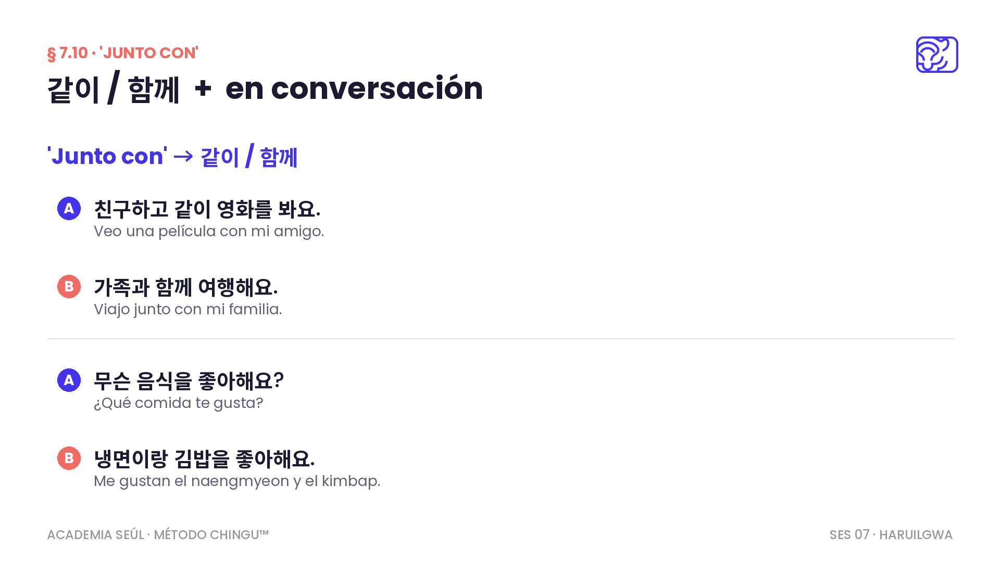 § 7.10 · 'JUNTO CON'
같이 / 함께 + en conversación
'Junto con' → 같이 / 함께
A 친구하고 같이 영화를 봐요.
Veo una película con mi amigo.
B 가족과 함께 여행해요.
Viajo junto con mi familia.
A 무슨 음식을 좋아해요?
¿Qué comida te gusta?
B 냉면이랑 김밥을 좋아해요.
Me gustan el naengmyeon y el kimbap.
ACADEMIA SEÚL · MÉTODO CHINGU™
SES 07 · HARUILGWA